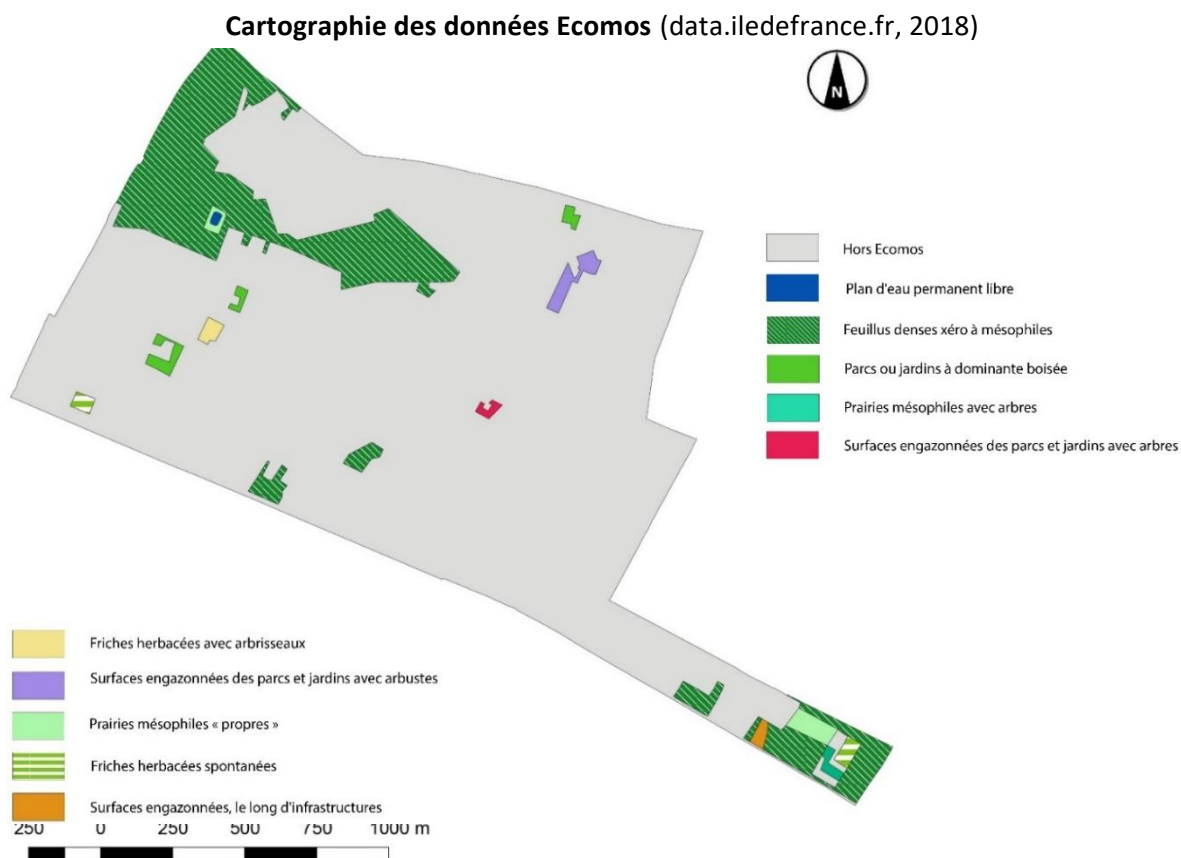 Cartographie des données Ecomos (data.iledefrance.fr, 2018)
N
Hors Ecomos
Plan d'eau permanent libre
Feuillus denses xéro à mésophiles
Parcs ou jardins à dominante boisée
Prairies mésophiles avec arbres
Surfaces engazonnées des parcs et jardins avec arbres
Friches herbacées avec arbrisseaux
Surfaces engazonnées des parcs et jardins avec arbustes
Prairies mésophiles « propres »
Friches herbacées spontanées
Surfaces engazonnées, le long d'infrastructures
250 0 250 500 750 1000 m